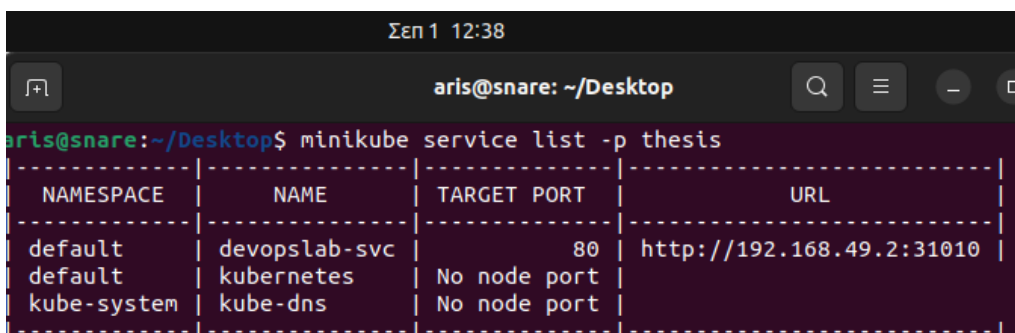 Σεπ 1 12:38
aris@snare: ~/Desktop
aris@snare:~/Desktop$ minikube service list -p thesis
|-------------|---------------|--------------|---------------------------|
| NAMESPACE | NAME | TARGET PORT | URL |
|-------------|---------------|--------------|---------------------------|
| default | devopslab-svc | 80 | http://192.168.49.2:31010 |
| default | kubernetes | No node port |
| kube-system | kube-dns | No node port |
|-------------|---------------|--------------|---------------------------|